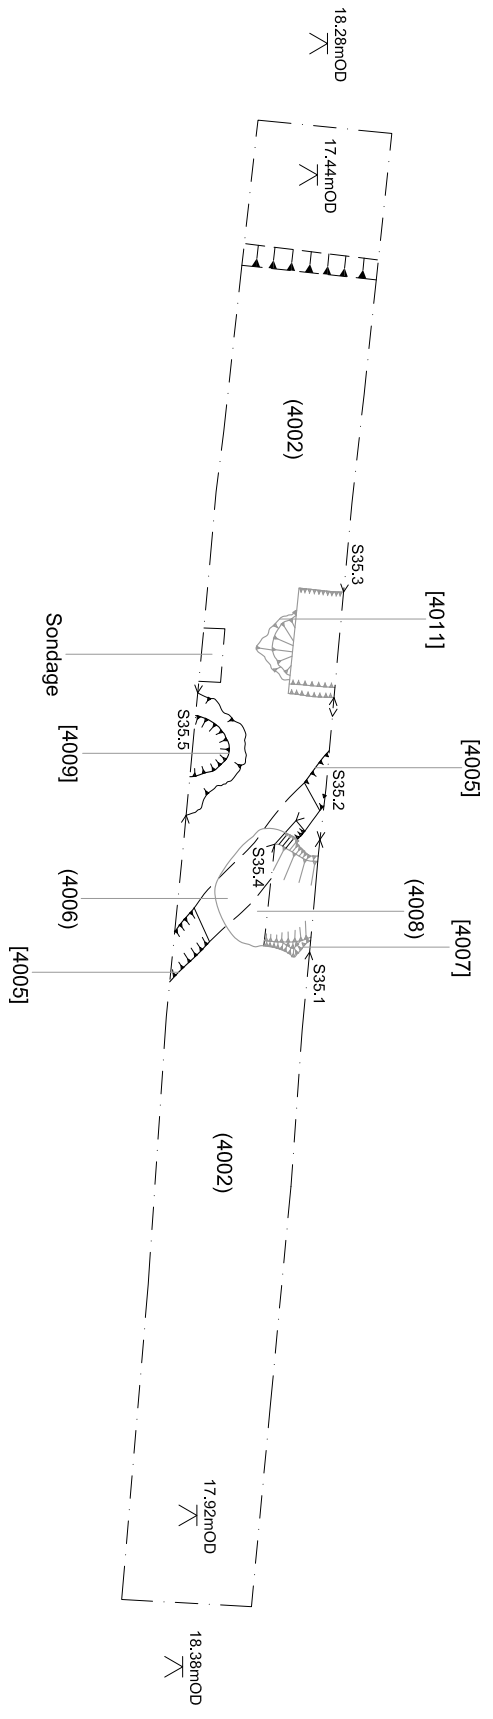 18.28mOD
17.44mOD
(4002)
S35.3
[4011]
Sondage
S35.5
[4009]
[4005]
S35.2
S35.4
(4006)
(4008)
[4007]
[4005]
S35.1
(4002)
17.92mOD
18.38mOD